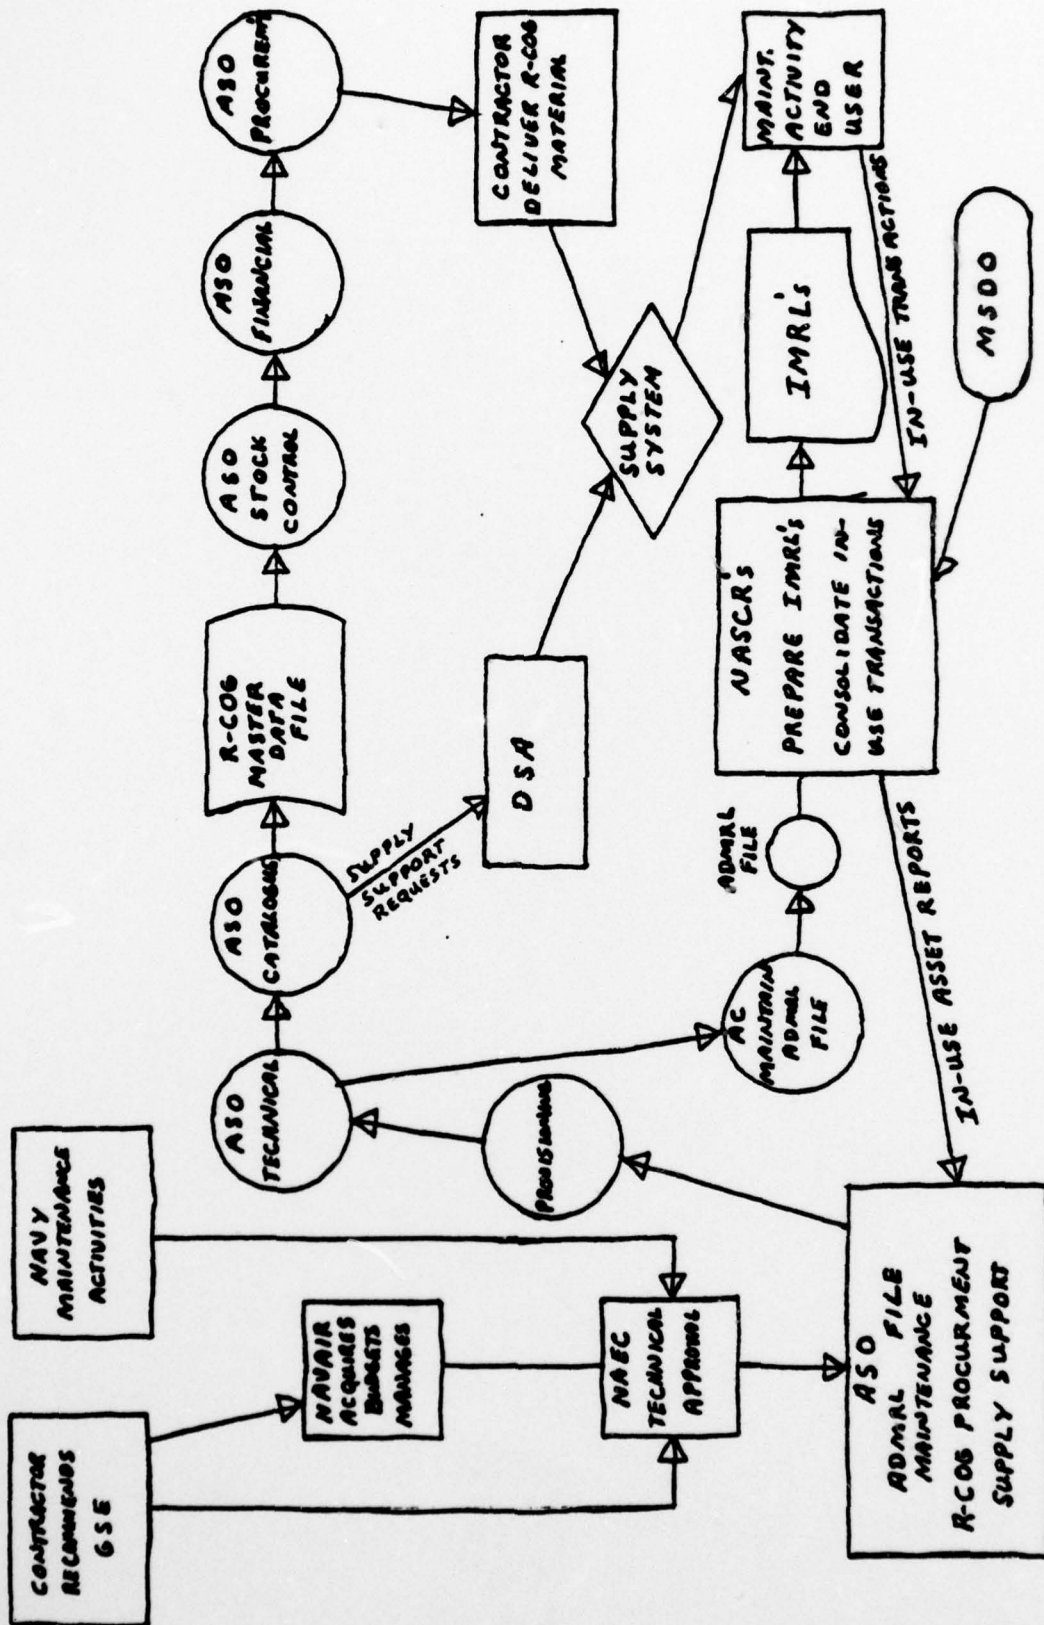 CONTRACTOR
RECOMMENDS
GSE
NAVY
MAINTENANCE
ACTIVITIES
NAVAIR
ACQUIRES
BUDGETS
MANAGES
NAEC
TECHNICAL
APPROVAL
ASO
ADMRL FILE
MAINTENANCE
R-COG PROCURMENT
SUPPLY SUPPORT
PROVISIONING
ASO
TECHNICAL
ASO
CATALOGING
R-COG
MASTER
DATA
FILE
ASO
STOCK
CONTROL
ASO
FINANCIAL
ASO
PROCUREM'T
SUPPLY
SUPPORT
REQUESTS
DSA
CONTRACTOR
DELIVER R-COG
MATERIAL
SUPPLY
SYSTEM
AC
MAINTAIN
ADMRL
FILE
ADMRL
FILE
NASCR'S
PREPARE IMRL'S
CONSOLIDATE IN-
USE TRANSACTIONS
IMRL'S
MAINT.
ACTIVITY
END
USER
IN-USE TRANSACTIONS
IN-USE ASSET REPORTS
MSDO